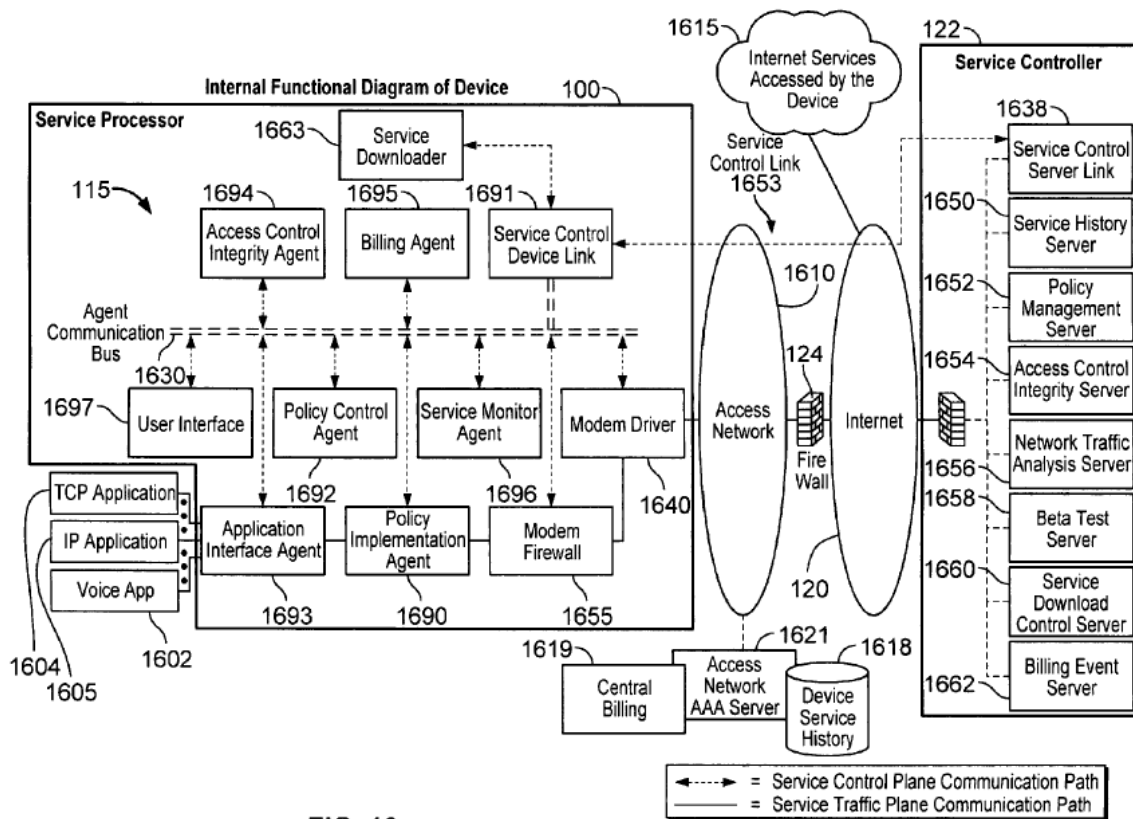 122
1615
Internet Services
Accessed by the
Device
Service Controller
Internal Functional Diagram of Device
100
Service Processor
1663
Service
Downloader
Service
Control Link
1653
1638
Service Control
Server Link
115
1694
Access Control
Integrity Agent
1695
Billing Agent
1691
Service Control
Device Link
1650
Service History
Server
1610
1652
Policy
Management
Server
Agent
Communication
Bus
1630
124
1654
Access Control
Integrity Server
1697
User Interface
Policy Control
Agent
Service Monitor
Agent
Modem Driver
Access
Network
Fire
Wall
Internet
1692
1696
1640
1656
Network Traffic
Analysis Server
1658
Beta Test
Server
TCP Application
IP Application
Voice App
Application
Interface Agent
Policy
Implementation
Agent
Modem
Firewall
1693
1690
1655
120
1660
Service
Download
Control Server
1604
1605
1602
1619
Central
Billing
1621
Access
Network
AAA Server
1618
Device
Service
History
1662
Billing Event
Server
= Service Control Plane Communication Path
= Service Traffic Plane Communication Path